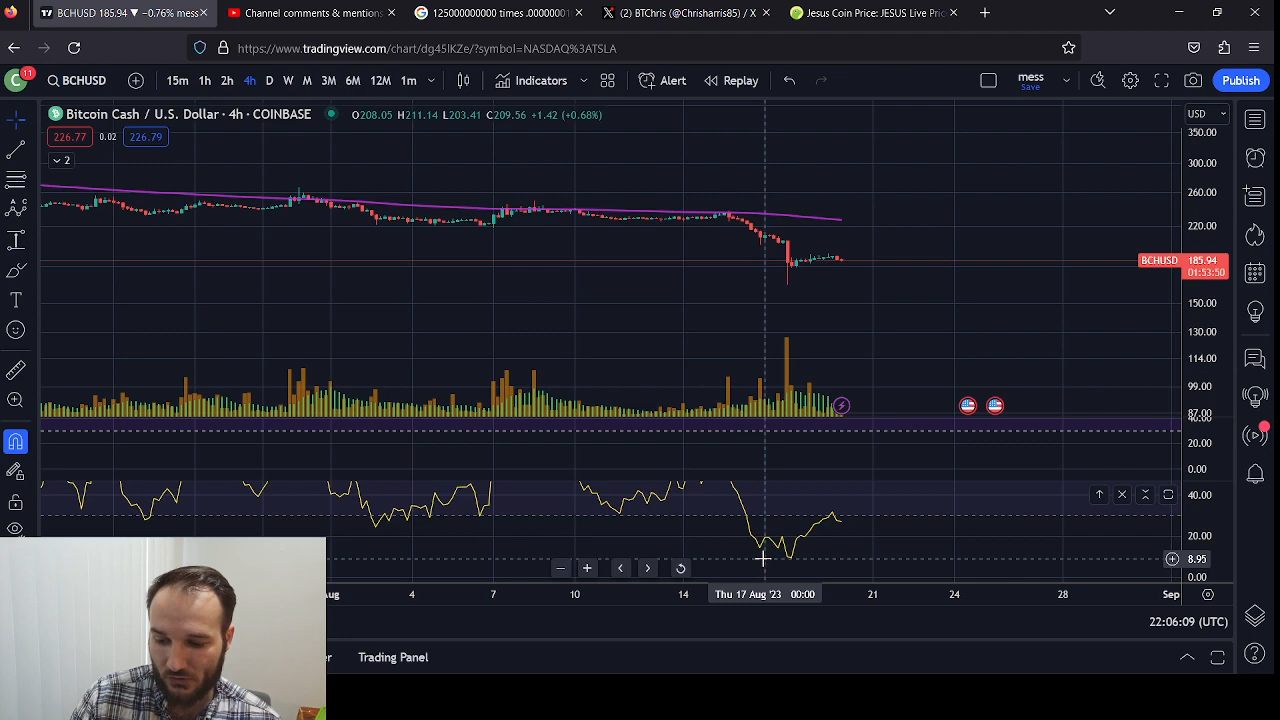 BCHUSD 185.94 ▼ −0.76% mess
Channel comments & mentions
125000000000 times .00000001
(2) BTChris (@Chrisharris85) / X
Jesus Coin Price: JESUS Live Pric
https://www.tradingview.com/chart/dg45lKZe/?symbol=NASDAQ%3ATSLA
C 11 BCHUSD 15m 1h 2h 4h D W M 3M 6M 12M 1m Indicators Alert Replay mess Save Publish
Bitcoin Cash / U.S. Dollar · 4h · COINBASE O208.05 H211.14 L203.41 C209.56 +1.42 (+0.68%) USD
226.77 0.02 226.79
350.00
2
300.00
260.00
220.00
BCHUSD 185.94
01:53:50
150.00
130.00
114.00
99.00
87.00
20.00
0.00
40.00
20.00
8.95
0.00
Aug 4 7 10 14 Thu 17 Aug '23 00:00 21 24 28 Sep
22:06:09 (UTC)
Trading Panel